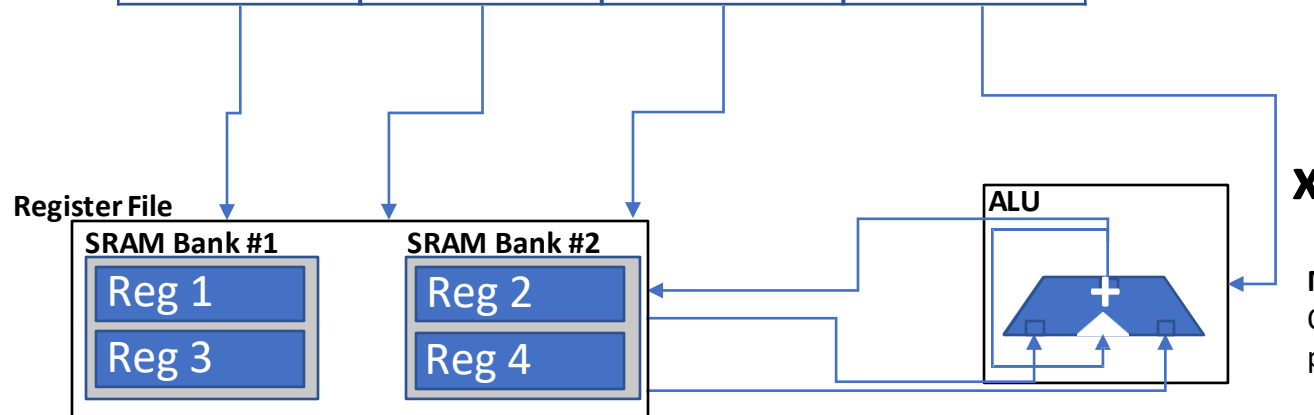 Register File
ALU
X
SRAM Bank #1
SRAM Bank #2
Reg 1
Reg 2
+
Reg 3
Reg 4